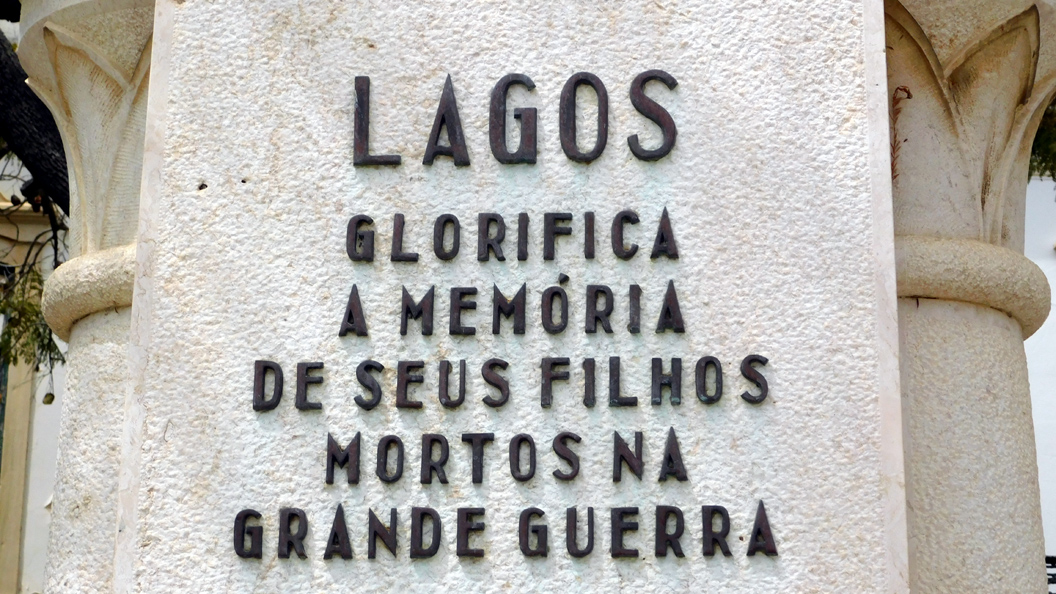 LAGOS
GLORIFICA
A MEMÓRIA
DE SEUS FILHOS
MORTOS NA
GRANDE GUERRA